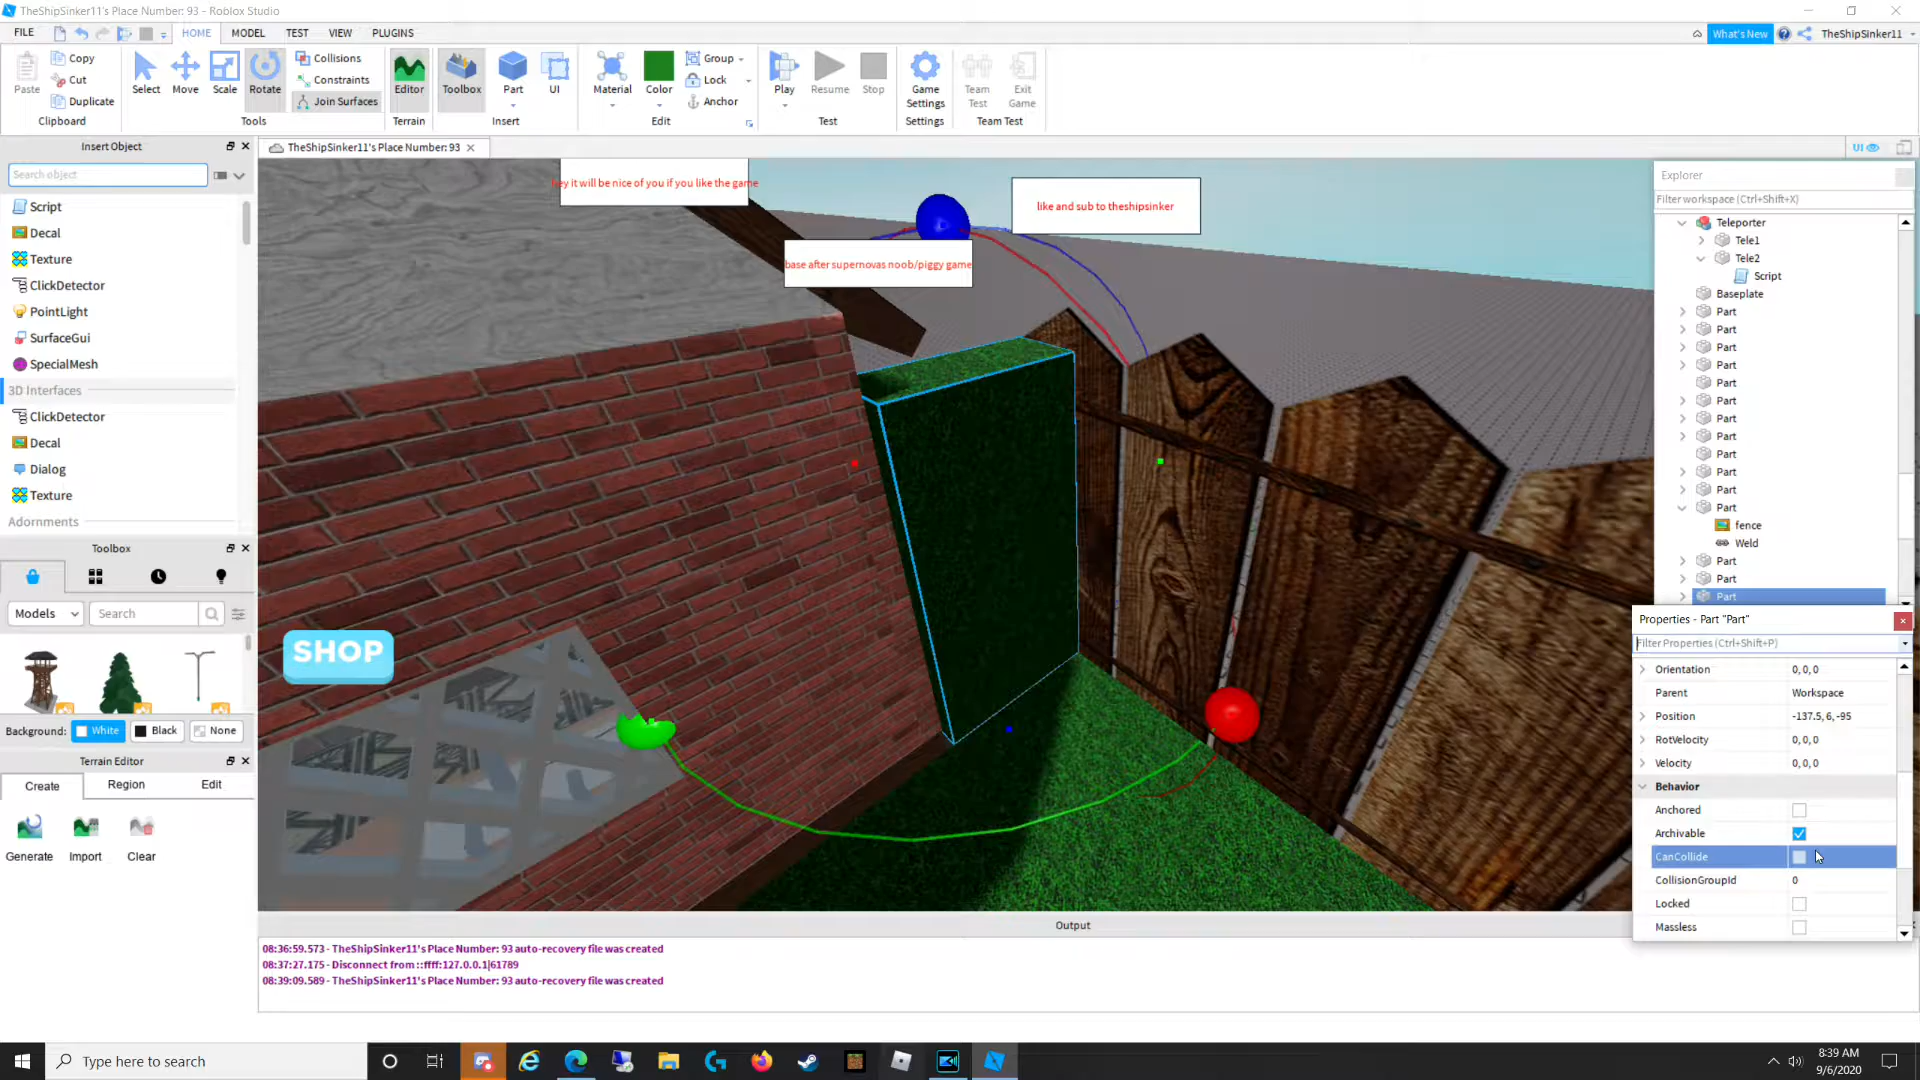 TheShipSinker11's Place Number: 93 - Roblox Studio
FILE
HOME
MODEL
TEST
VIEW
PLUGINS
What's New
TheShipSinker11
Paste
Copy
Cut
Duplicate
Clipboard
Select
Move
Scale
Rotate
Collisions
Constraints
Join Surfaces
Tools
Editor
Terrain
Toolbox
Part
UI
Insert
Material
Color
Group
Lock
Anchor
Edit
Play
Resume
Stop
Test
Game
Settings
Settings
Team
Test
Exit
Game
Team Test
Insert Object
Search object
Script
Decal
Texture
ClickDetector
PointLight
SurfaceGui
SpecialMesh
3D Interfaces
ClickDetector
Decal
Dialog
Texture
Adornments
Toolbox
Models
Search
Background:
White
Black
None
Terrain Editor
Create
Region
Edit
Generate
Import
Clear
TheShipSinker11's Place Number: 93
UI
hey it will be nice of you if you like the game
like and sub to theshipsinker
base after supernovas noob/piggy game
SHOP
Explorer
Filter workspace (Ctrl+Shift+X)
Teleporter
Tele1
Tele2
Script
Baseplate
Part
Part
Part
Part
Part
Part
Part
Part
Part
Part
Part
Part
fence
Weld
Part
Part
Part
Properties - Part "Part"
Filter Properties (Ctrl+Shift+P)
Orientation 0, 0, 0
Parent Workspace
Position -137.5, 6, -95
RotVelocity 0, 0, 0
Velocity 0, 0, 0
Behavior
Anchored
Archivable
CanCollide
CollisionGroupId 0
Locked
Massless
Output
08:36:59.573 - TheShipSinker11's Place Number: 93 auto-recovery file was created
08:37:27.175 - Disconnect from ::ffff:127.0.0.1|61789
08:39:09.589 - TheShipSinker11's Place Number: 93 auto-recovery file was created
Type here to search
8:39 AM
9/6/2020